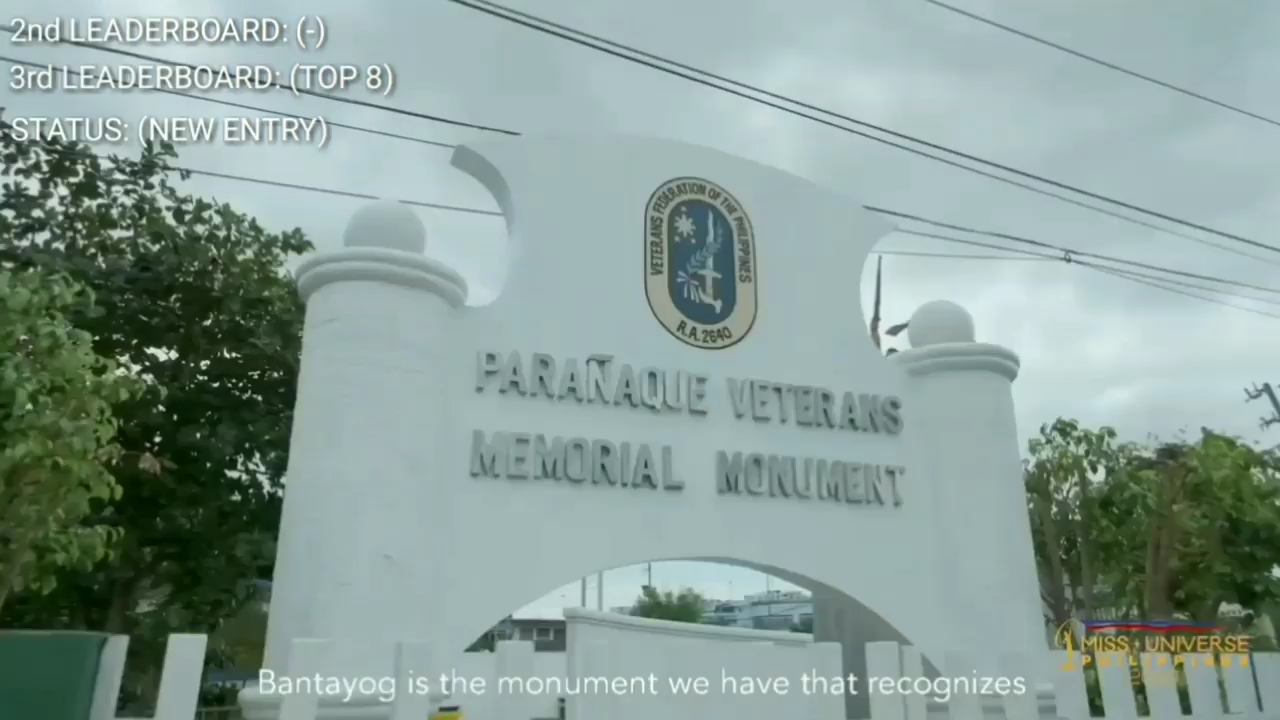 2nd LEADERBOARD: (-)
3rd LEADERBOARD: (TOP 8)
STATUS: (NEW ENTRY)
VETERANS FEDARATION OF THE PHILIPPINES
R.A. 2640
PARAÑAQUE VETERANS
MEMORIAL MONUMENT
MISS UNIVERSE
PHILIPPINES
Bantayog is the monument we have that recognizes